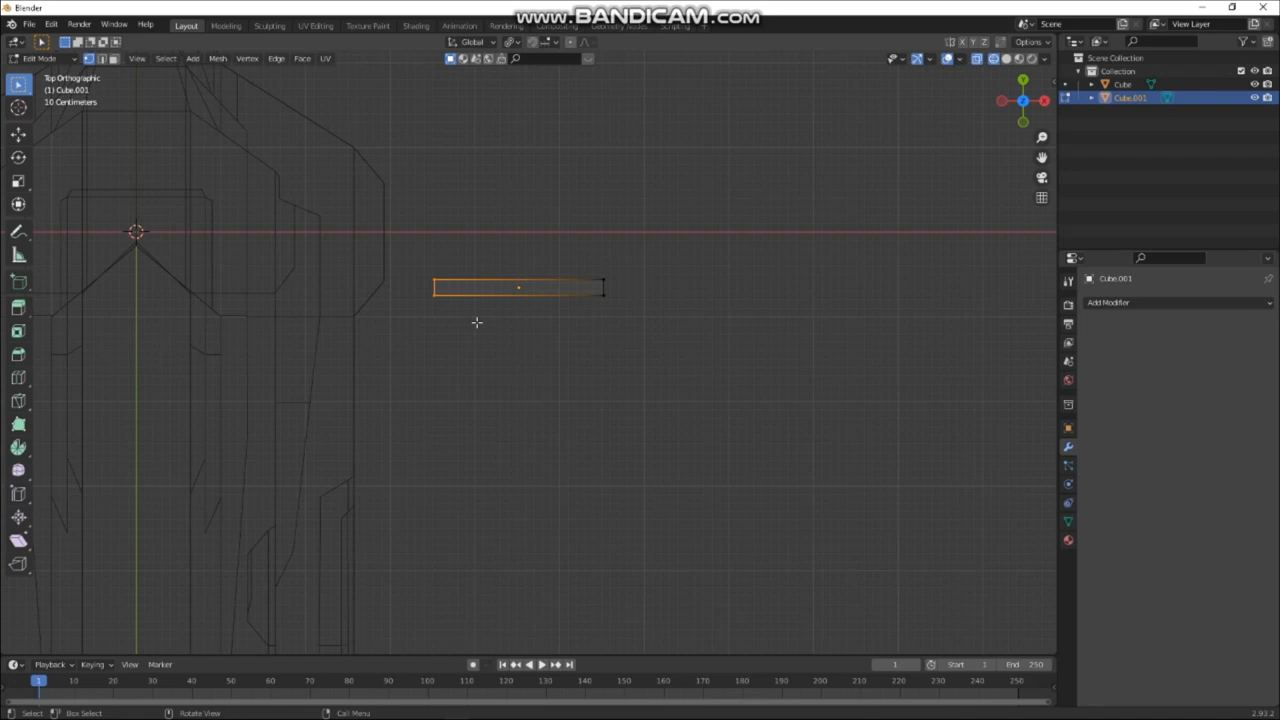 Blender
www.BANDICAM.com
File Edit Render Window Help Layout Modeling Sculpting UV Editing Texture Paint Shading Animation Rendering Compositing Geometry Nodes Scripting Scene View Layer
Global Options
Edit Mode View Select Add Mesh Vertex Edge Face UV X Y Z
Top Orthographic
(1) Cube.001
10 Centimeters
Scene Collection
Collection
Cube
Cube.001
Y
X
Z
Cube.001
Add Modifier
Playback Keying View Marker 1 Start 1 End 250
1 10 20 30 40 50 60 70 80 90 100 110 120 130 140 150 160 170 180 190 200 210 220 230 240 250
Select Box Select Rotate View Call Menu 2.93.2